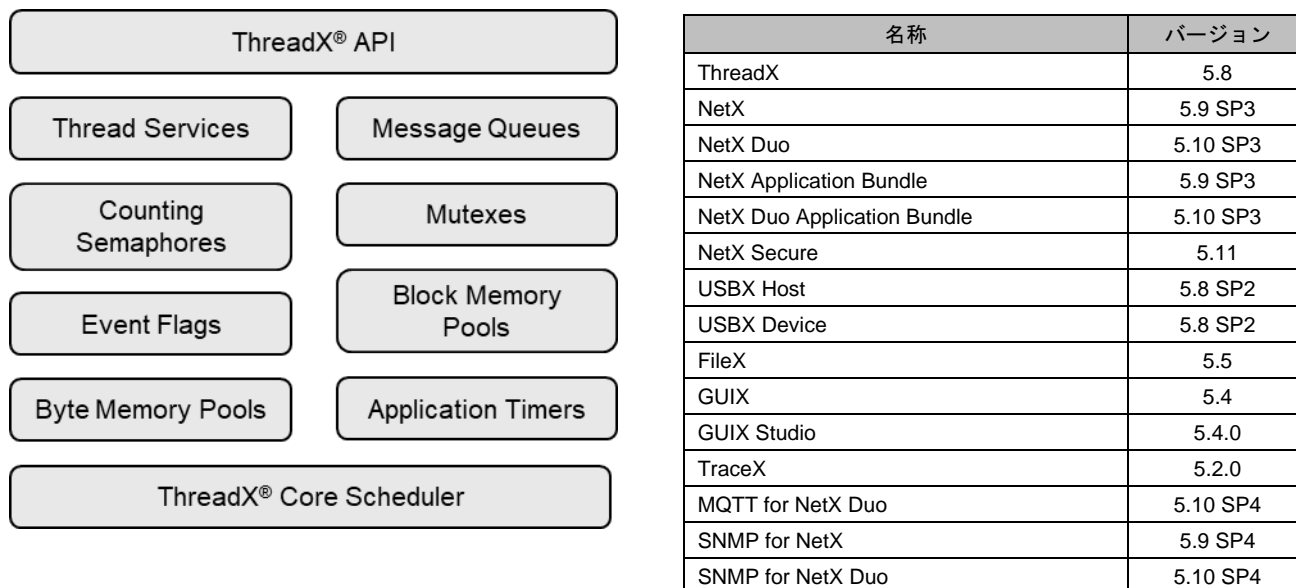 ThreadX® API
Thread Services
Message Queues
Counting
Semaphores
Mutexes
Event Flags
Block Memory
Pools
Byte Memory Pools
Application Timers
ThreadX® Core Scheduler
名称 バージョン
ThreadX 5.8
NetX 5.9 SP3
NetX Duo 5.10 SP3
NetX Application Bundle 5.9 SP3
NetX Duo Application Bundle 5.10 SP3
NetX Secure 5.11
USBX Host 5.8 SP2
USBX Device 5.8 SP2
FileX 5.5
GUIX 5.4
GUIX Studio 5.4.0
TraceX 5.2.0
MQTT for NetX Duo 5.10 SP4
SNMP for NetX 5.9 SP4
SNMP for NetX Duo 5.10 SP4